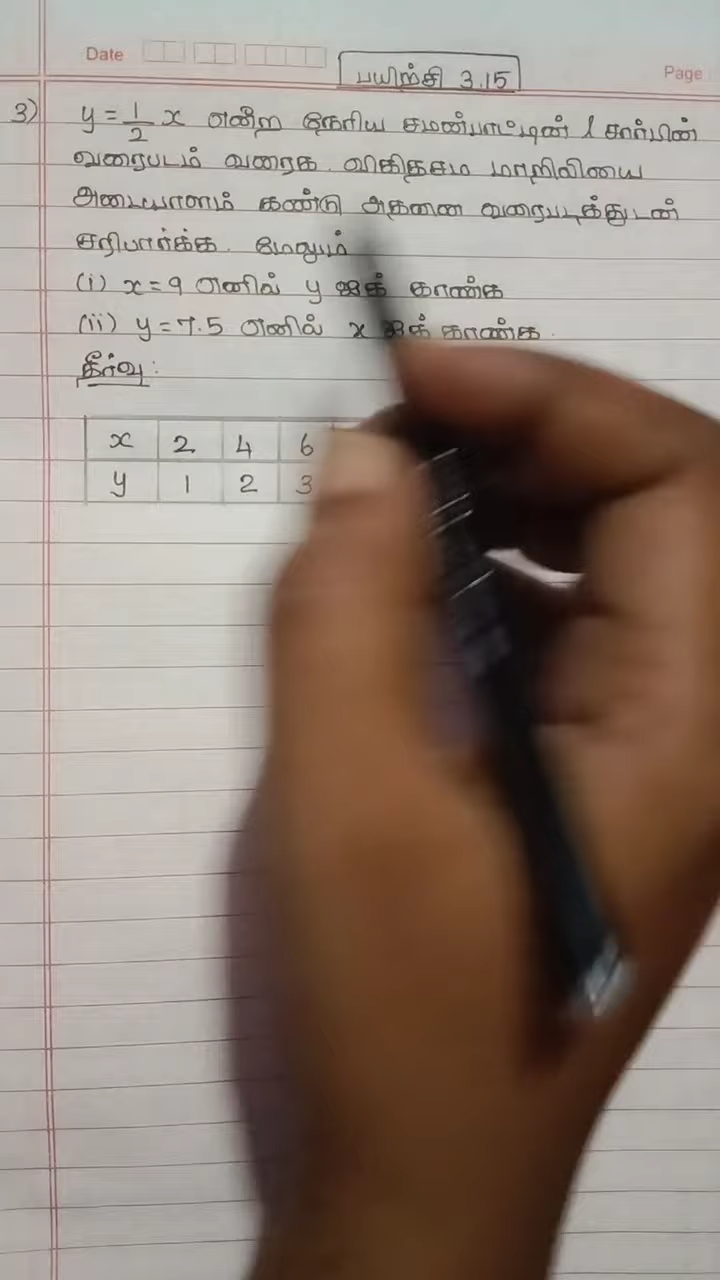 Date
பயிற்சி 3.15
Page
3) y = 1/2 x என்ற நேரிய சமன்பாட்டின் / சார்பின்
வரைபடம் வரைக. விகிதசம மாறிலியை
அடையாளம் கண்டு அதனை வரைபடத்துடன்
சரிபார்க்க. மேலும்
(i) x = 9 எனில் y ஐக் காண்க
(ii) y = 7.5 எனில் x ஐக் காண்க.
தீர்வு:
x 2 4 6
y 1 2 3